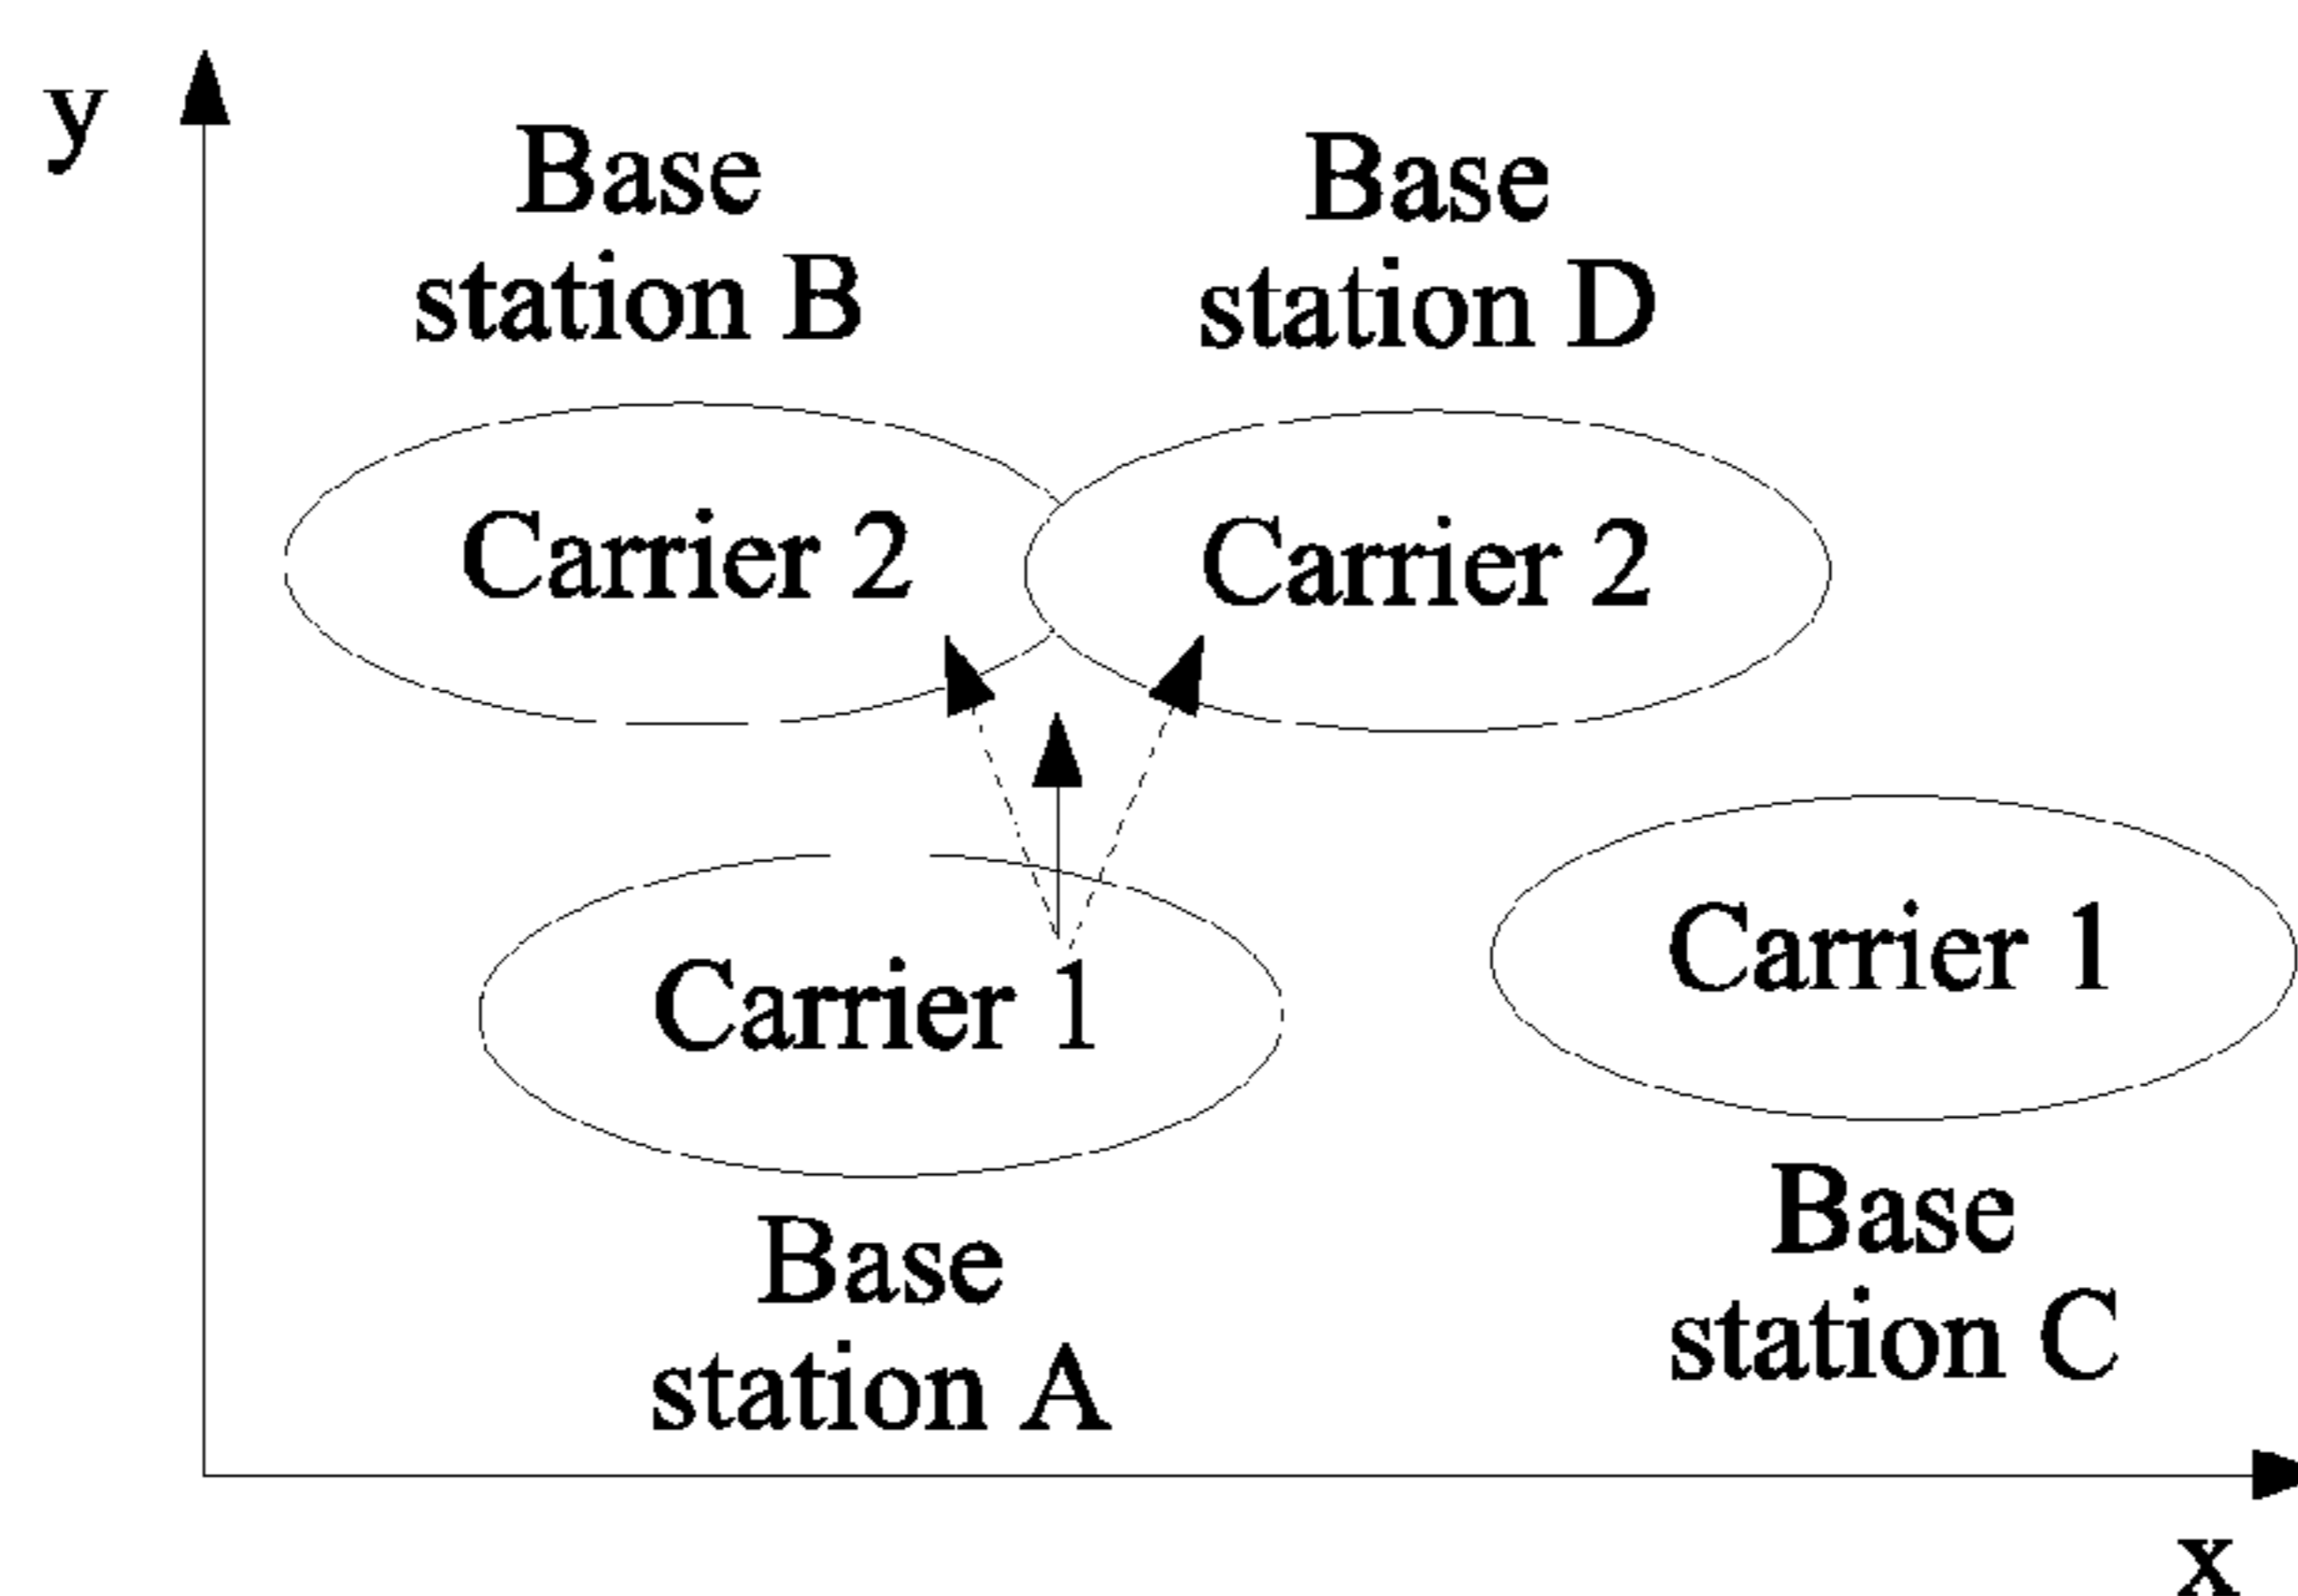 y
Base
station B
Base
station D
Carrier 2
Carrier 2
Carrier 1
Carrier 1
Base
station A
Base
station C
x